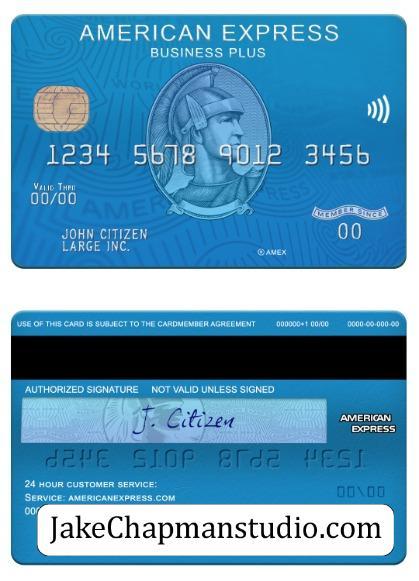 AMERICAN EXPRESS
BUSINESS PLUS
1234 5678 9012 3456
VALID THRU
00/00
MEMBER SINCE
00
JOHN CITIZEN
LARGE INC.
® AMEX
USE OF THIS CARD IS SUBJECT TO THE CARDMEMBER AGREEMENT 000000+1 00/00 0000-00-000-00
AUTHORIZED SIGNATURE NOT VALID UNLESS SIGNED
J. Citizen
AMERICAN
EXPRESS
24 HOUR CUSTOMER SERVICE:
SERVICE: AMERICANEXPRESS.COM
JakeChapmanstudio.com